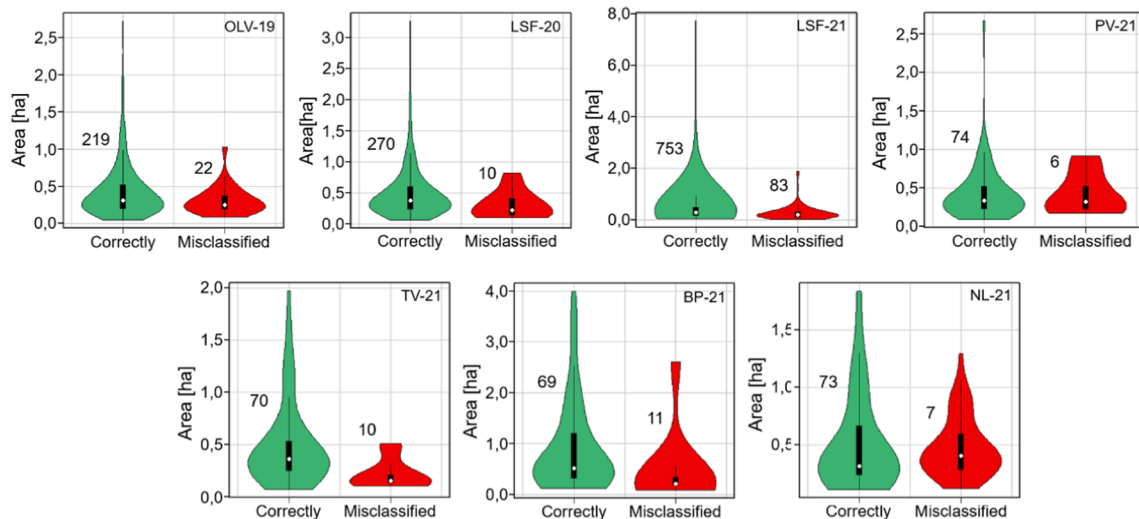 OLV-19
Area [ha]
2,5
2,0
1,5
1,0
0,5
0,0
219
22
Correctly Misclassified
LSF-20
Area[ha]
3,5
3,0
2,5
2,0
1,5
1,0
0,5
0,0
270
10
Correctly Misclassified
LSF-21
Area [ha]
8,0
6,0
4,0
2,0
0,0
753
83
Correctly Misclassified
PV-21
Area [ha]
2,5
2,0
1,5
1,0
0,5
0,0
74
6
Correctly Misclassified
TV-21
Area [ha]
2,0
1,5
1,0
0,5
0,0
70
10
Correctly Misclassified
BP-21
Area [ha]
4,0
3,0
2,0
1,0
0,0
69
11
Correctly Misclassified
NL-21
Area [ha]
1,5
1,0
0,5
73
7
Correctly Misclassified